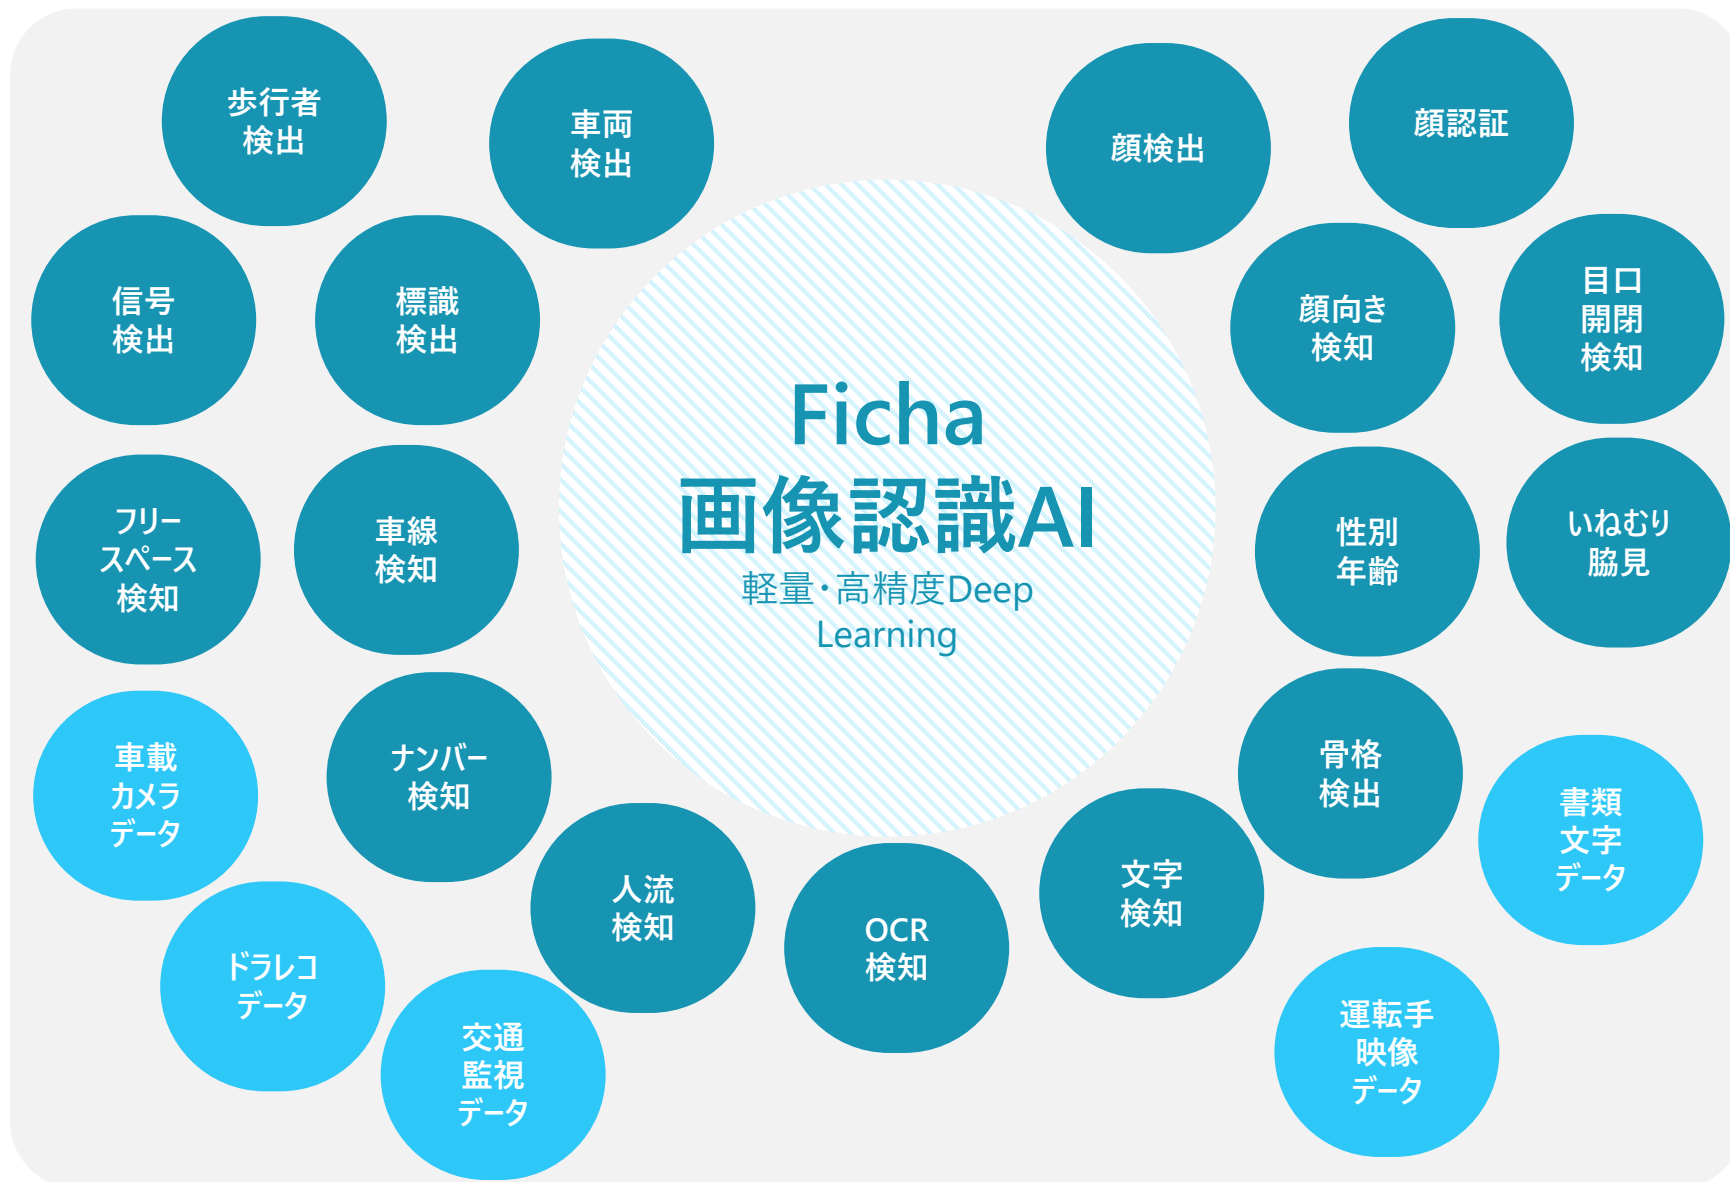 歩行者
検出
車両
検出
顔検出
顔認証
信号
検出
標識
検出
顔向き
検知
目口
開閉
検知
Ficha
画像認識AI
軽量・高精度Deep
Learning
フリー
スペース
検知
車線
検知
性別
年齢
いねむり
脇見
車載
カメラ
データ
ナンバー
検知
骨格
検出
書類
文字
データ
人流
検知
OCR
検知
文字
検知
ドラレコ
データ
交通
監視
データ
運転手
映像
データ